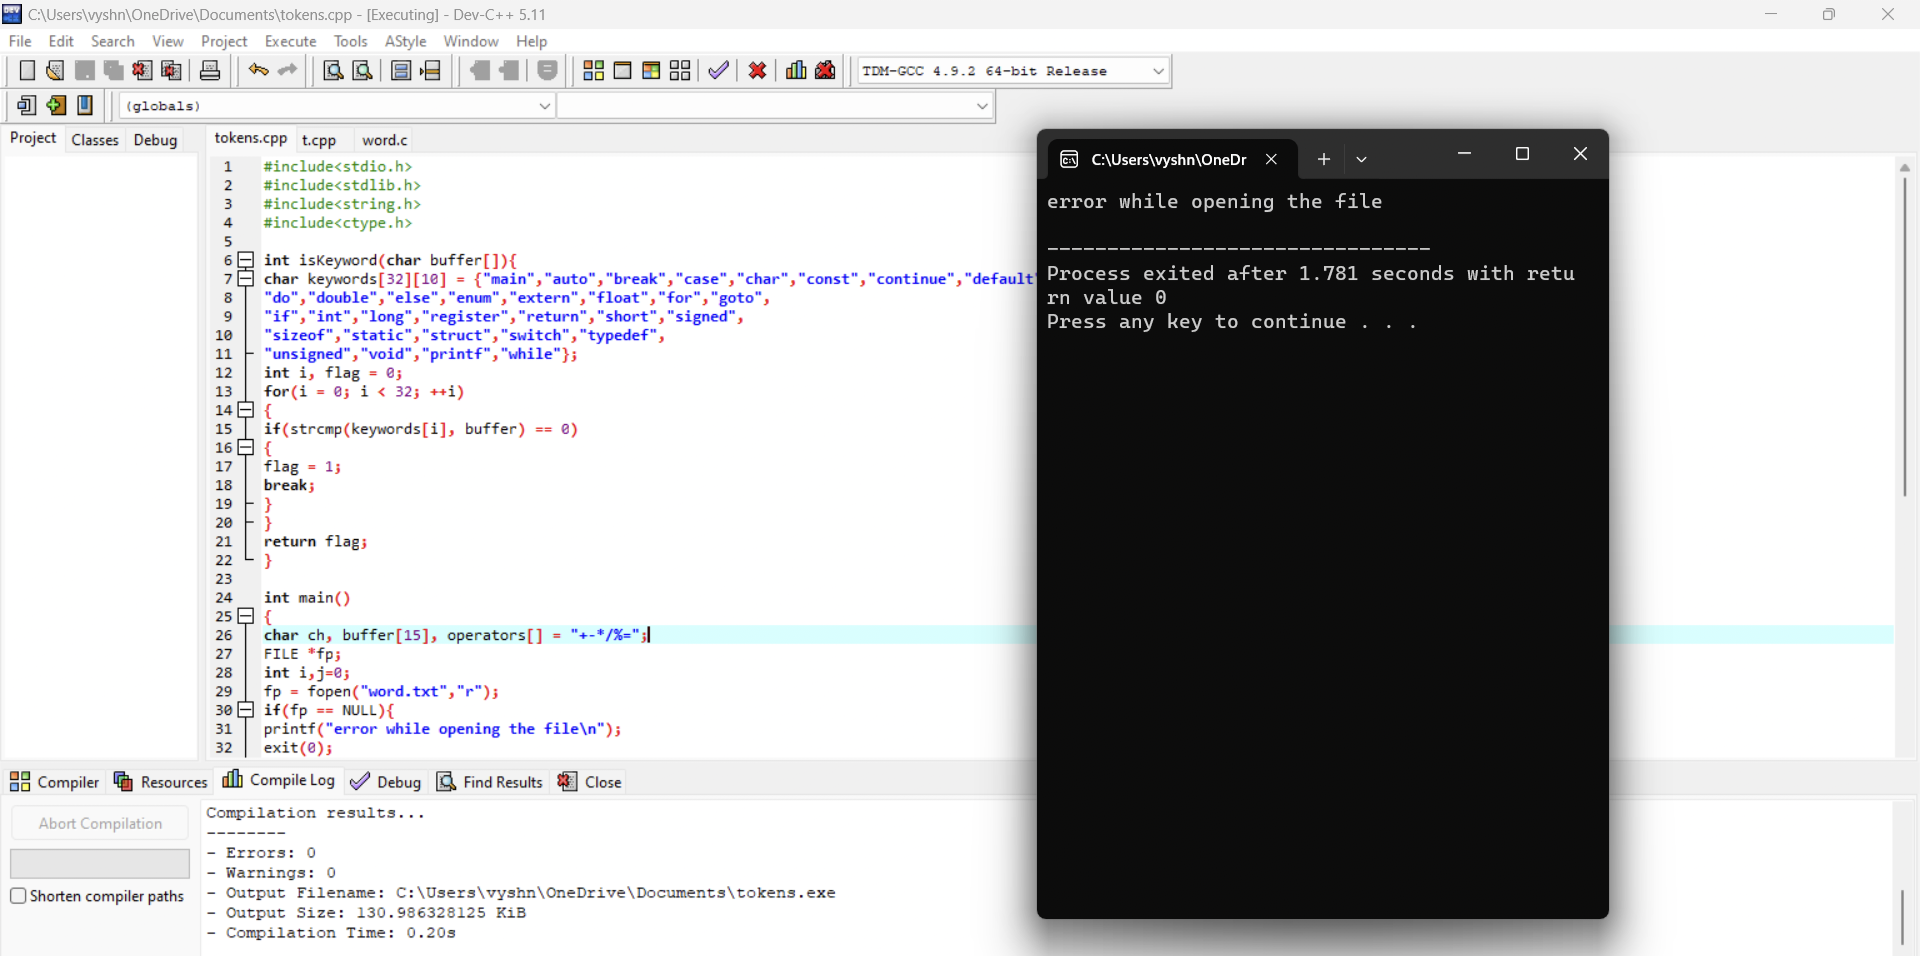 C:\Users\vyshn\OneDrive\Documents\tokens.cpp - [Executing] - Dev-C++ 5.11
File Edit Search View Project Execute Tools AStyle Window Help
TDM-GCC 4.9.2 64-bit Release
(globals)
Project Classes Debug
tokens.cpp t.cpp word.c
1 #include<stdio.h>
2 #include<stdlib.h>
3 #include<string.h>
4 #include<ctype.h>
5
6 int isKeyword(char buffer[]){
7 char keywords[32][10] = {"main","auto","break","case","char","const","continue","default"
8 "do","double","else","enum","extern","float","for","goto",
9 "if","int","long","register","return","short","signed",
10 "sizeof","static","struct","switch","typedef",
11 "unsigned","void","printf","while"};
12 int i, flag = 0;
13 for(i = 0; i < 32; ++i)
14 {
15 if(strcmp(keywords[i], buffer) == 0)
16 {
17 flag = 1;
18 break;
19 }
20 }
21 return flag;
22 }
23
24 int main()
25 {
26 char ch, buffer[15], operators[] = "+-*/%=";
27 FILE *fp;
28 int i,j=0;
29 fp = fopen("word.txt","r");
30 if(fp == NULL){
31 printf("error while opening the file\n");
32 exit(0);
C:\Users\vyshn\OneDr
error while opening the file
--------------------------------
Process exited after 1.781 seconds with retu
rn value 0
Press any key to continue . . .
Compiler Resources Compile Log Debug Find Results Close
Abort Compilation
Shorten compiler paths
Compilation results...
--------
- Errors: 0
- Warnings: 0
- Output Filename: C:\Users\vyshn\OneDrive\Documents\tokens.exe
- Output Size: 130.986328125 KiB
- Compilation Time: 0.20s